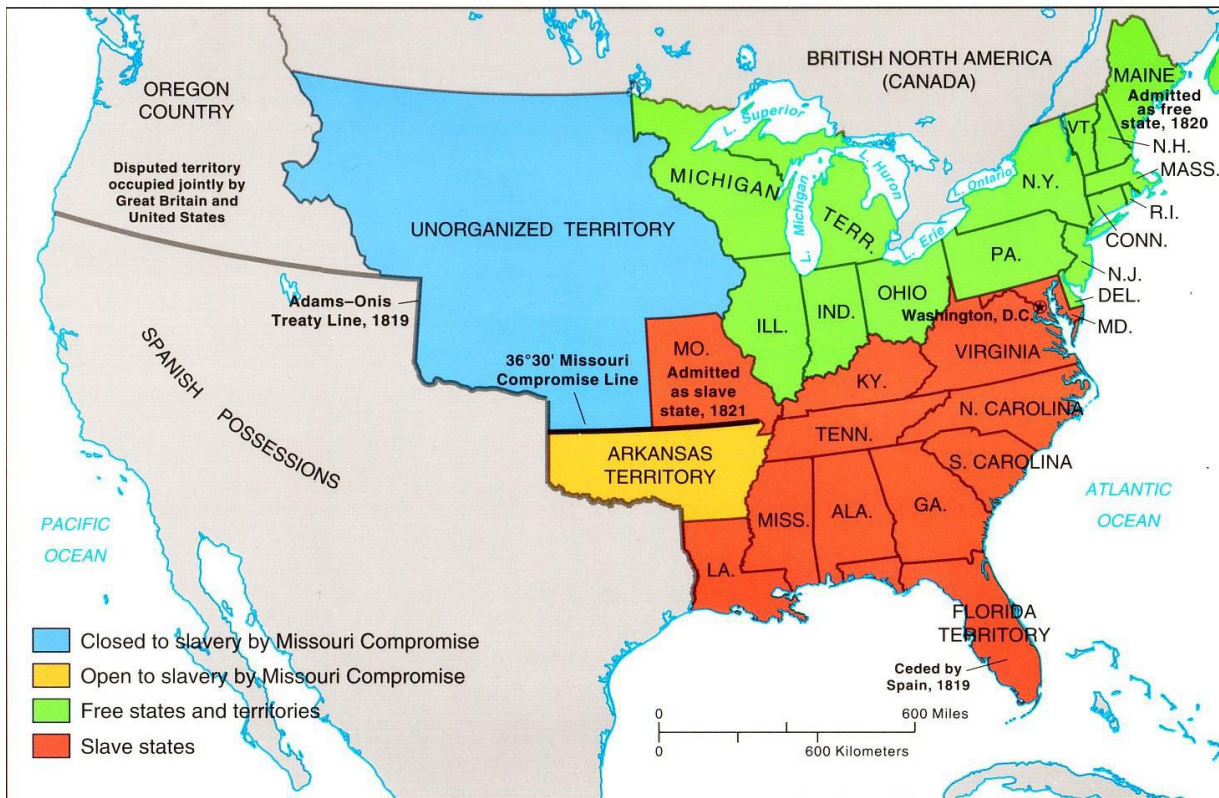 BRITISH NORTH AMERICA
(CANADA)
OREGON
COUNTRY
Disputed territory
occupied jointly by
Great Britain and
United States
MAINE
Admitted
as free
state, 1820
VT.
N.H.
MASS.
L. Superior
L. Huron
L. Ontario
L. Michigan
L. Erie
N.Y.
R.I.
CONN.
MICHIGAN
TERR.
UNORGANIZED TERRITORY
PA.
N.J.
DEL.
MD.
OHIO
IND.
ILL.
Washington, D.C.
Adams–Onis
Treaty Line, 1819
SPANISH POSSESSIONS
36°30' Missouri
Compromise Line
MO.
Admitted
as slave
state, 1821
VIRGINIA
KY.
N. CAROLINA
TENN.
ARKANSAS
TERRITORY
S. CAROLINA
MISS.
ALA.
GA.
LA.
ATLANTIC
OCEAN
PACIFIC
OCEAN
FLORIDA
TERRITORY
Ceded by
Spain, 1819
Closed to slavery by Missouri Compromise
Open to slavery by Missouri Compromise
Free states and territories
Slave states
0 600 Miles
0 600 Kilometers